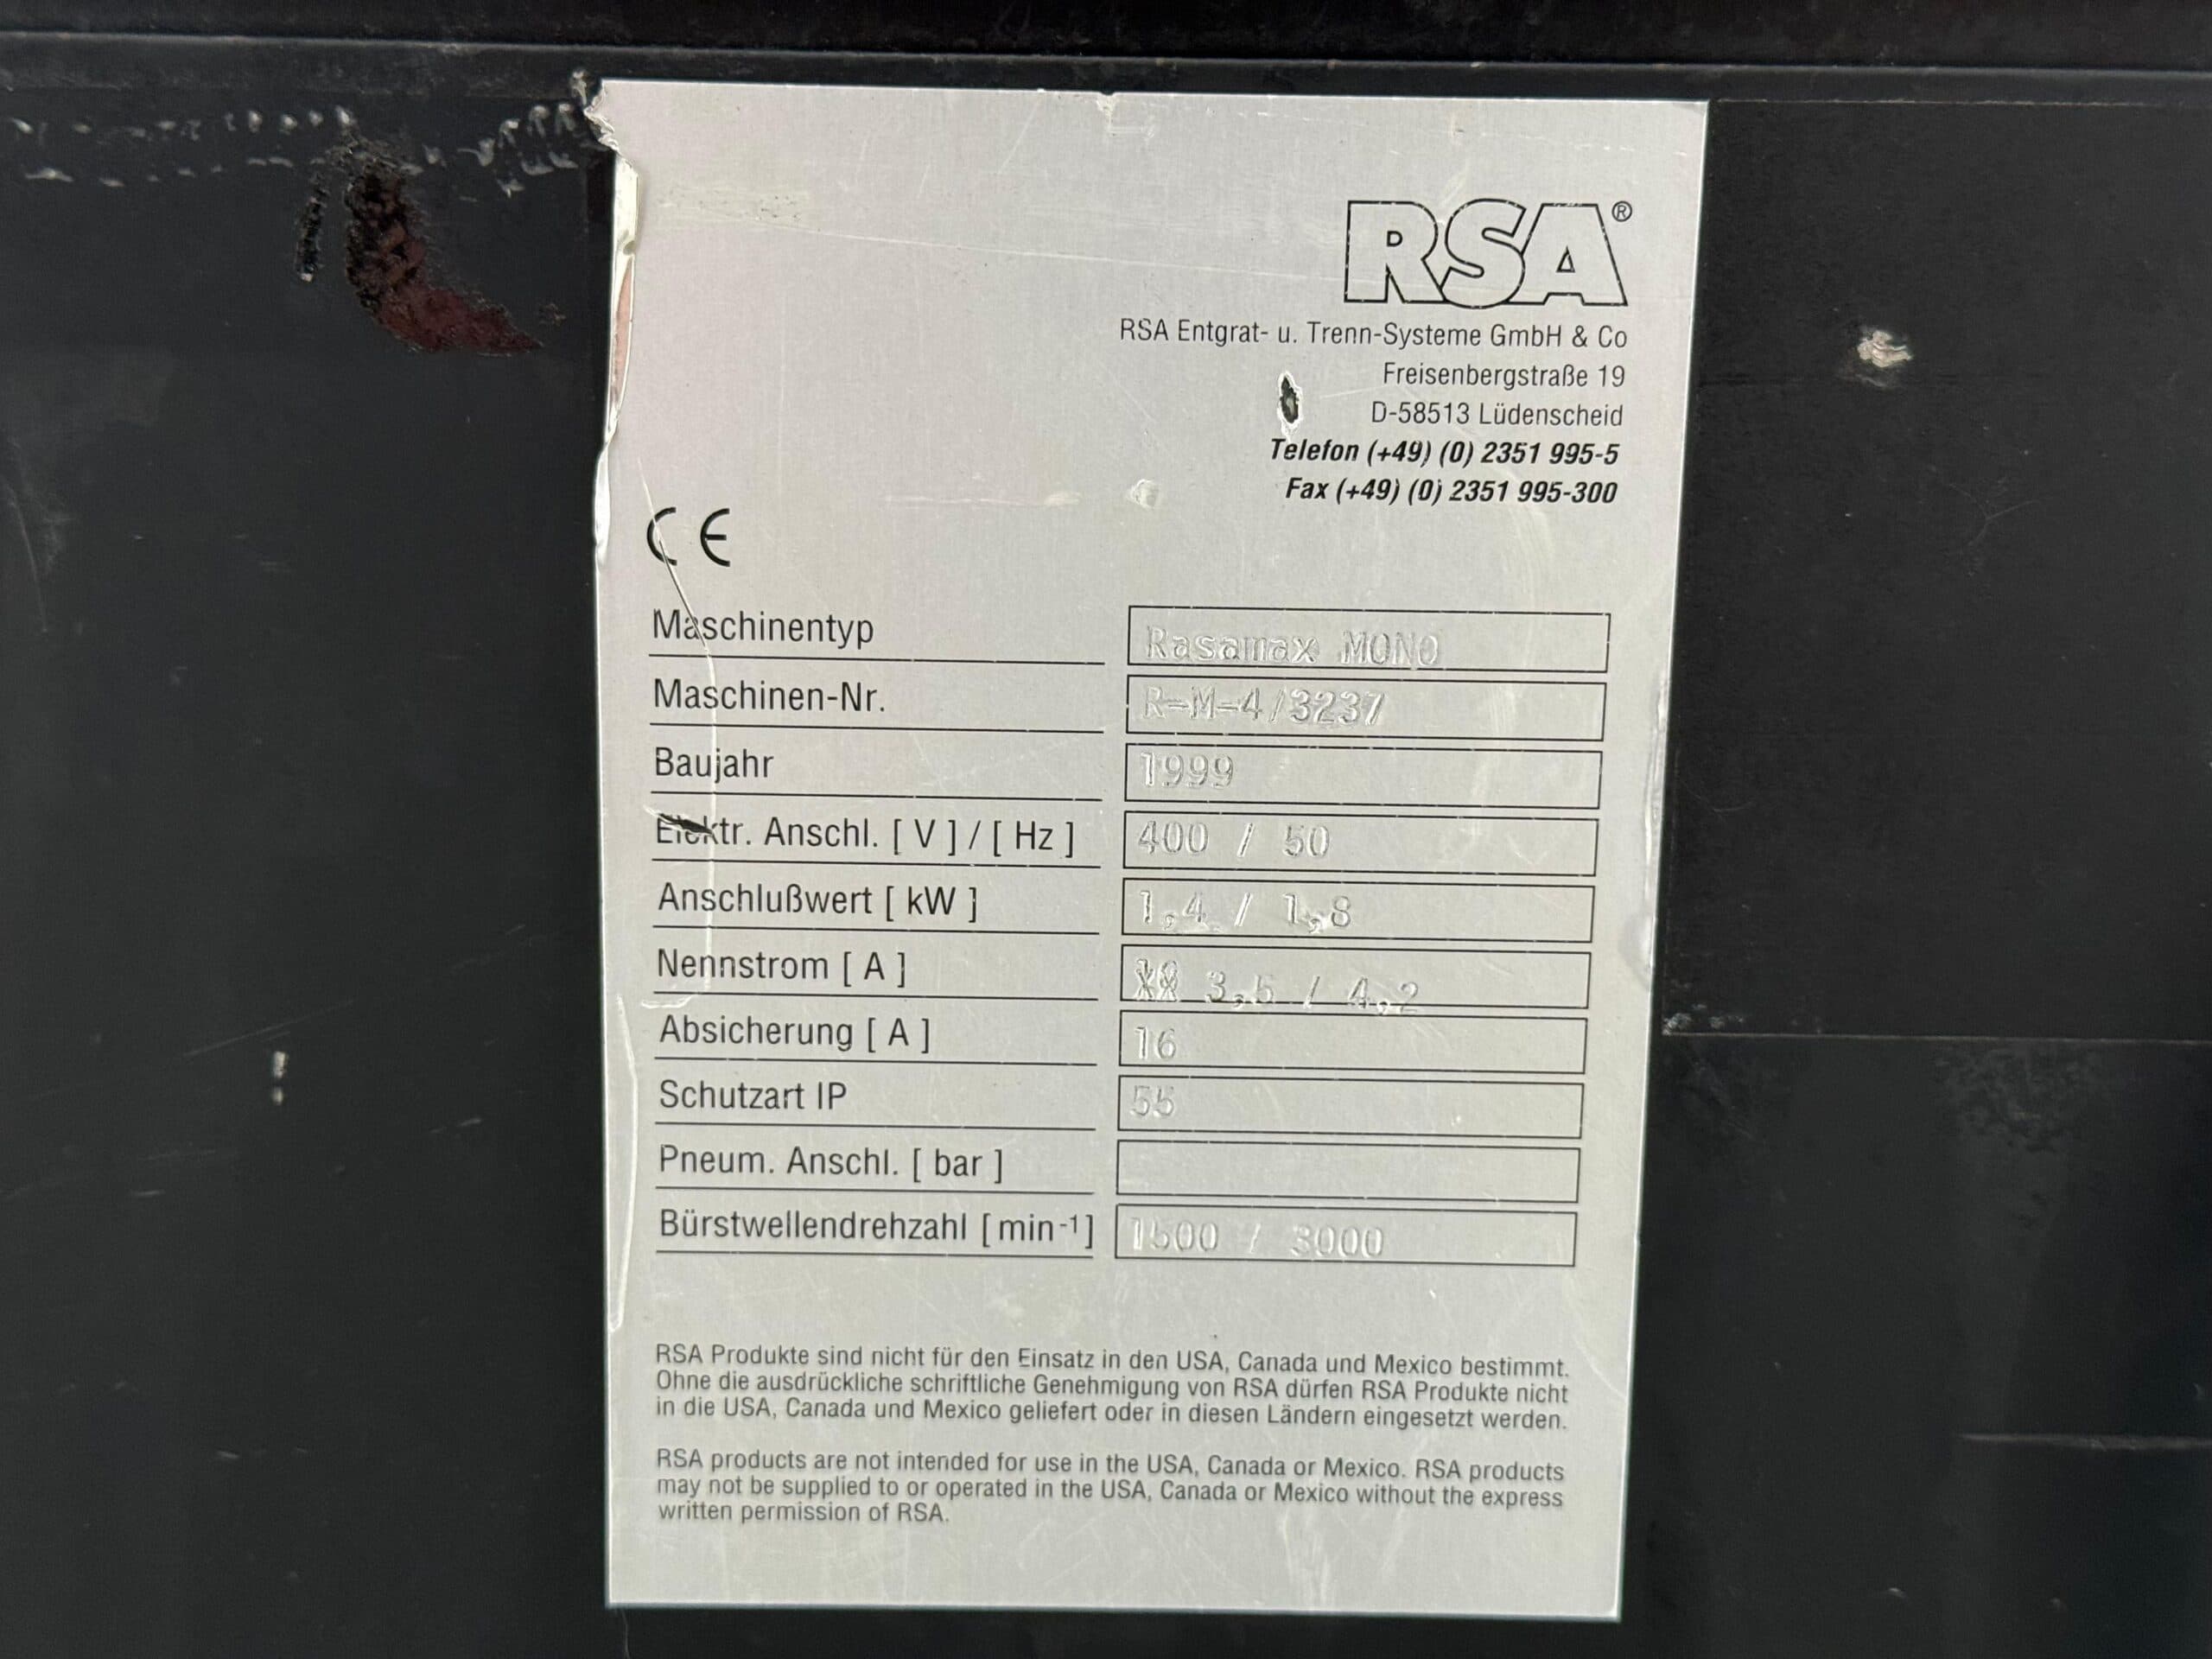 RSA®
RSA Entgrat- u. Trenn-Systeme GmbH & Co
Freisenbergstraße 19
D-58513 Lüdenscheid
Telefon (+49) (0) 2351 995-5
Fax (+49) (0) 2351 995-300
CE
Maschinentyp Rasamax MONO
Maschinen-Nr. R-M-4/3237
Baujahr 1999
Elektr. Anschl. [ V ] / [ Hz ] 400 / 50
Anschlußwert [ kW ] 1,4 / 1,8
Nennstrom [ A ] 3,5 / 4,2
Absicherung [ A ] 16
Schutzart IP 55
Pneum. Anschl. [ bar ]
Bürstwellendrehzahl [ min-1 ] 1500 / 3000
RSA Produkte sind nicht für den Einsatz in den USA, Canada und Mexico bestimmt.
Ohne die ausdrückliche schriftliche Genehmigung von RSA dürfen RSA Produkte nicht
in die USA, Canada und Mexico geliefert oder in diesen Ländern eingesetzt werden.
RSA products are not intended for use in the USA, Canada or Mexico. RSA products
may not be supplied to or operated in the USA, Canada or Mexico without the express
written permission of RSA.